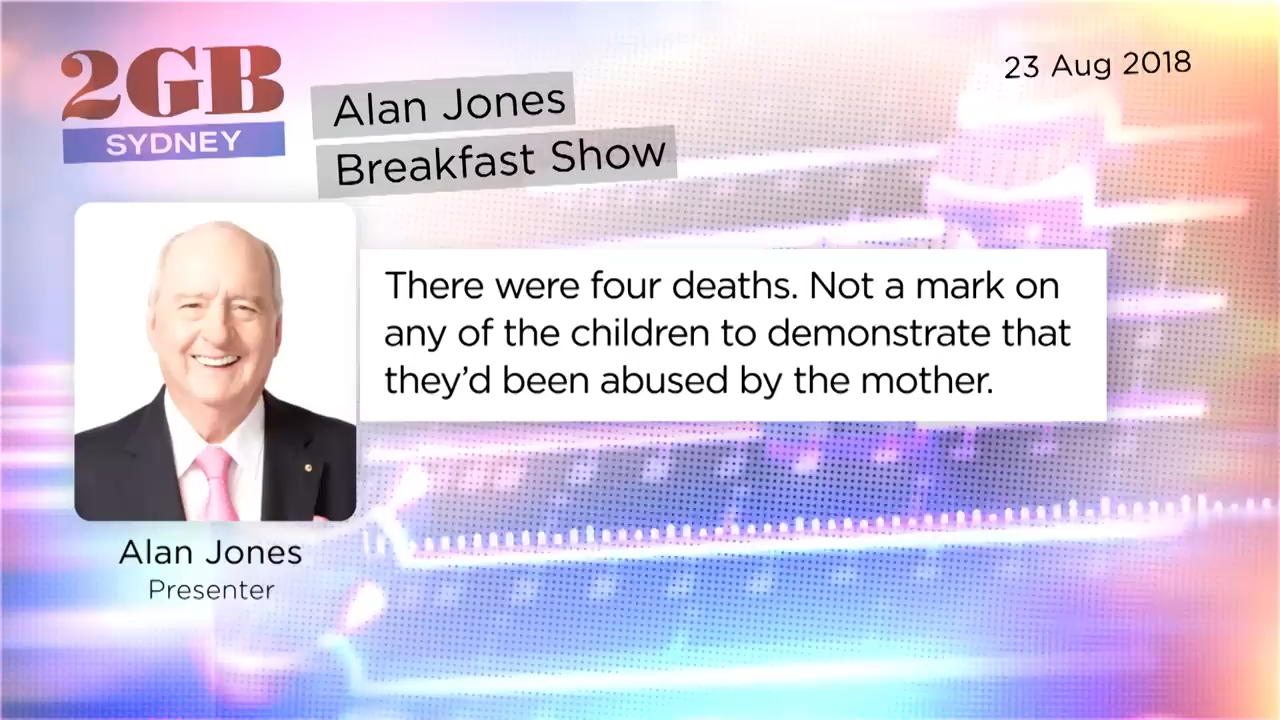 2GB
SYDNEY
Alan Jones
Breakfast Show
23 Aug 2018
There were four deaths. Not a mark on
any of the children to demonstrate that
they’d been abused by the mother.
Alan Jones
Presenter